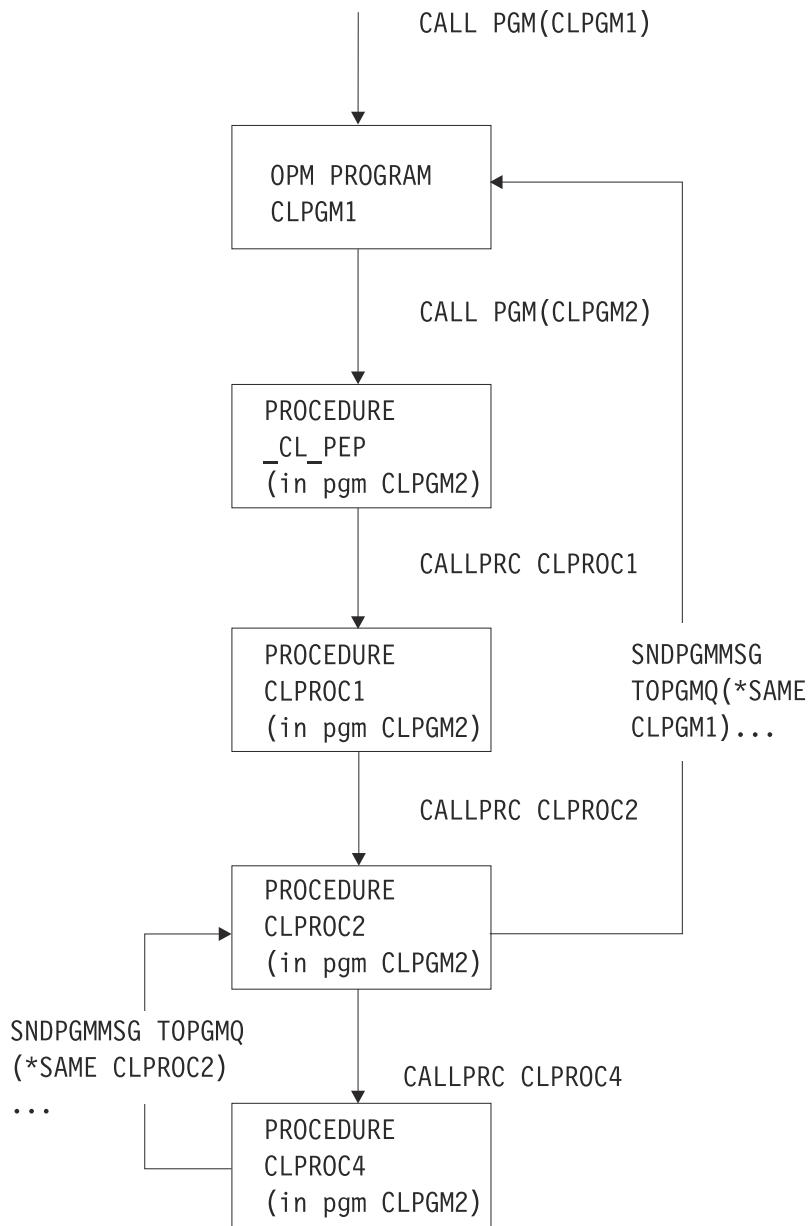 CALL PGM(CLPGM1)
OPM PROGRAM
CLPGM1
CALL PGM(CLPGM2)
PROCEDURE
_CL_PEP
(in pgm CLPGM2)
CALLPRC CLPROC1
PROCEDURE
CLPROC1
(in pgm CLPGM2)
SNDPGMMSG
TOPGMQ(*SAME
CLPGM1)...
CALLPRC CLPROC2
PROCEDURE
CLPROC2
(in pgm CLPGM2)
SNDPGMMSG TOPGMQ
(*SAME CLPROC2)
...
CALLPRC CLPROC4
PROCEDURE
CLPROC4
(in pgm CLPGM2)